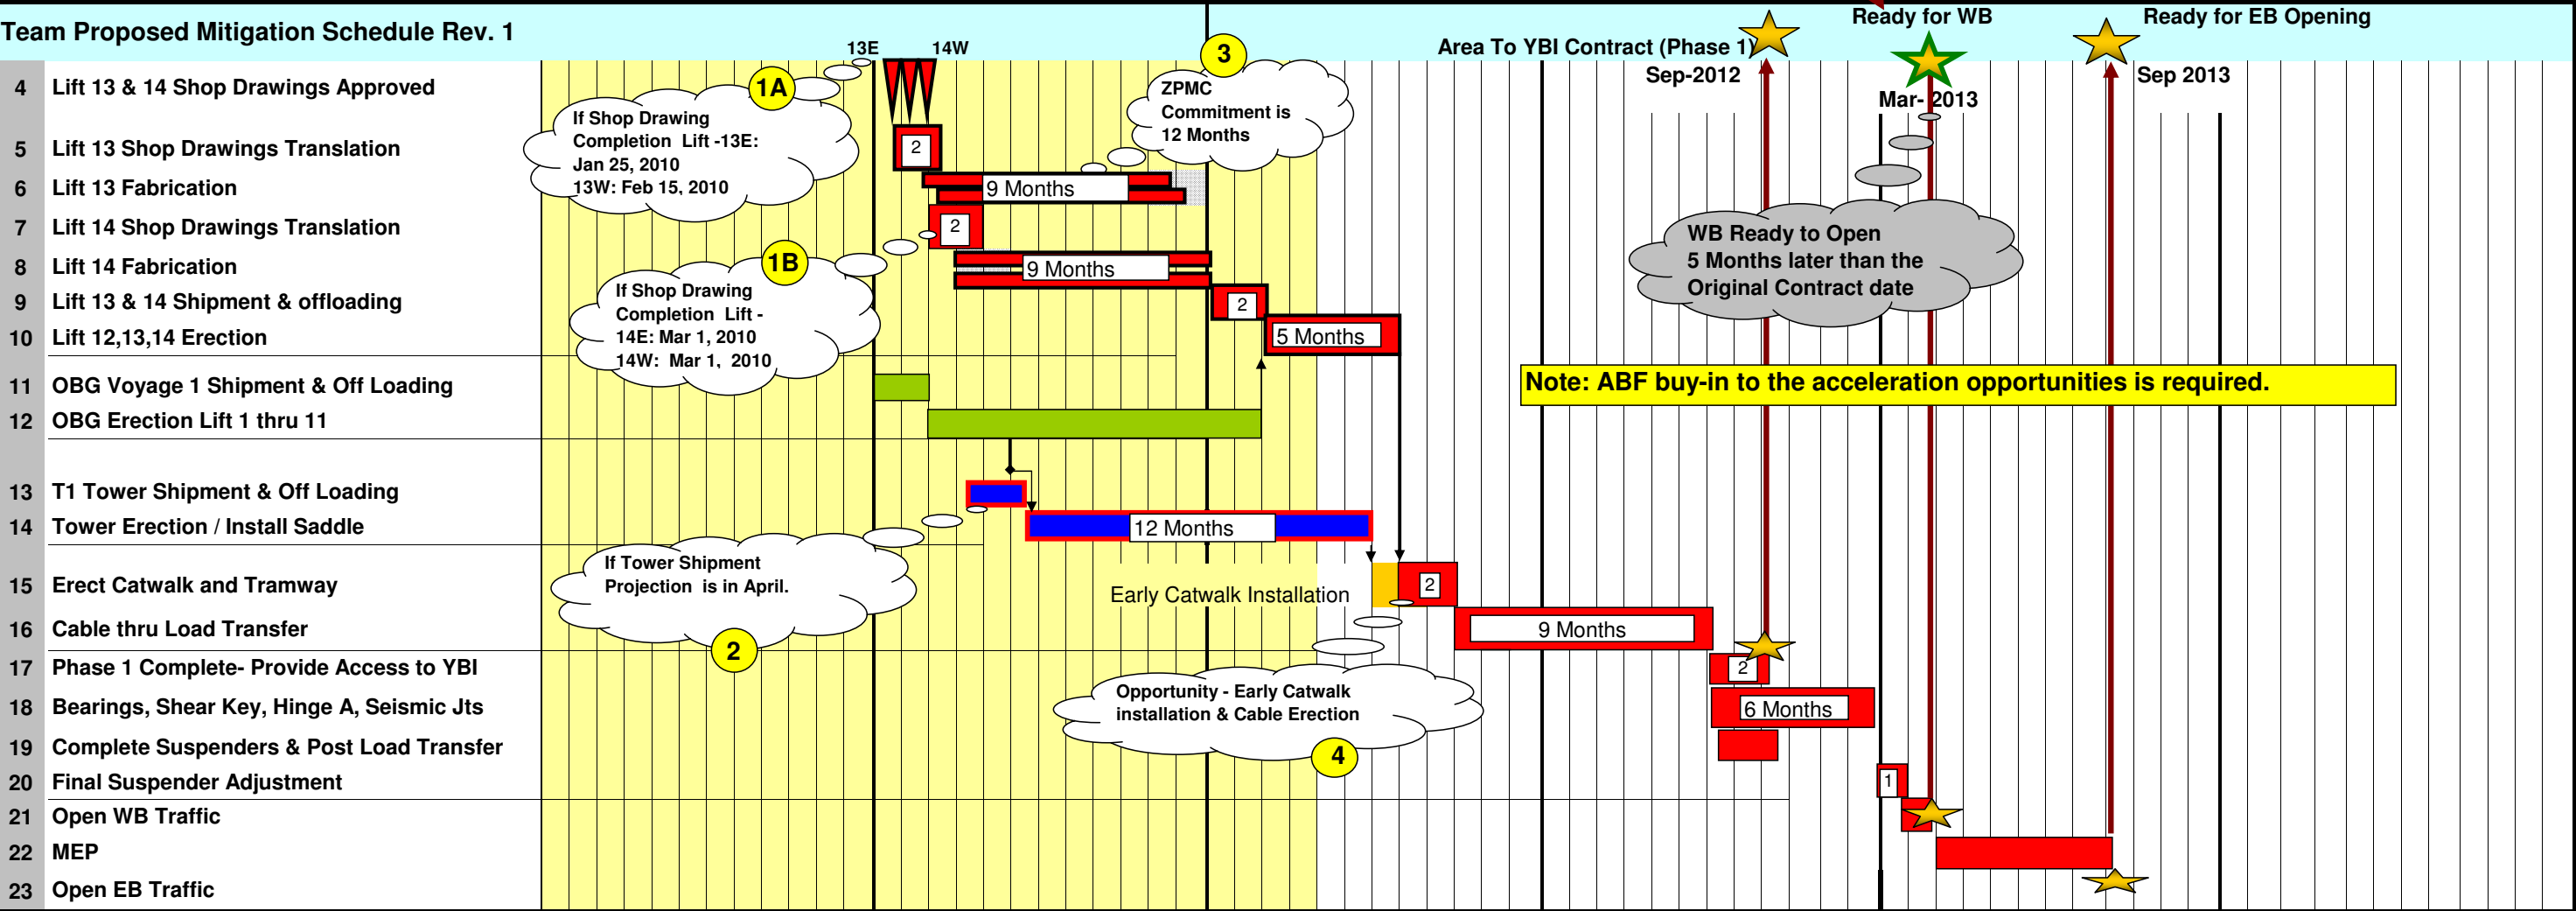 Team Proposed Mitigation Schedule Rev. 1
13E
14W
Area To YBI Contract (Phase 1)
Ready for WB
Ready for EB Opening
Sep-2012
Mar- 2013
Sep 2013
4 Lift 13 & 14 Shop Drawings Approved
5 Lift 13 Shop Drawings Translation
6 Lift 13 Fabrication
7 Lift 14 Shop Drawings Translation
8 Lift 14 Fabrication
9 Lift 13 & 14 Shipment & offloading
10 Lift 12,13,14 Erection
11 OBG Voyage 1 Shipment & Off Loading
12 OBG Erection Lift 1 thru 11
13 T1 Tower Shipment & Off Loading
14 Tower Erection / Install Saddle
15 Erect Catwalk and Tramway
16 Cable thru Load Transfer
17 Phase 1 Complete- Provide Access to YBI
18 Bearings, Shear Key, Hinge A, Seismic Jts
19 Complete Suspenders & Post Load Transfer
20 Final Suspender Adjustment
21 Open WB Traffic
22 MEP
23 Open EB Traffic
1A
If Shop Drawing
Completion Lift -13E:
Jan 25, 2010
13W: Feb 15, 2010
1B
If Shop Drawing
Completion Lift -
14E: Mar 1, 2010
14W: Mar 1, 2010
If Tower Shipment
Projection is in April.
2
3
ZPMC
Commitment is
12 Months
2
9 Months
2
9 Months
2
5 Months
12 Months
Early Catwalk Installation
2
9 Months
2
6 Months
1
Opportunity - Early Catwalk
installation & Cable Erection
4
WB Ready to Open
5 Months later than the
Original Contract date
Note: ABF buy-in to the acceleration opportunities is required.